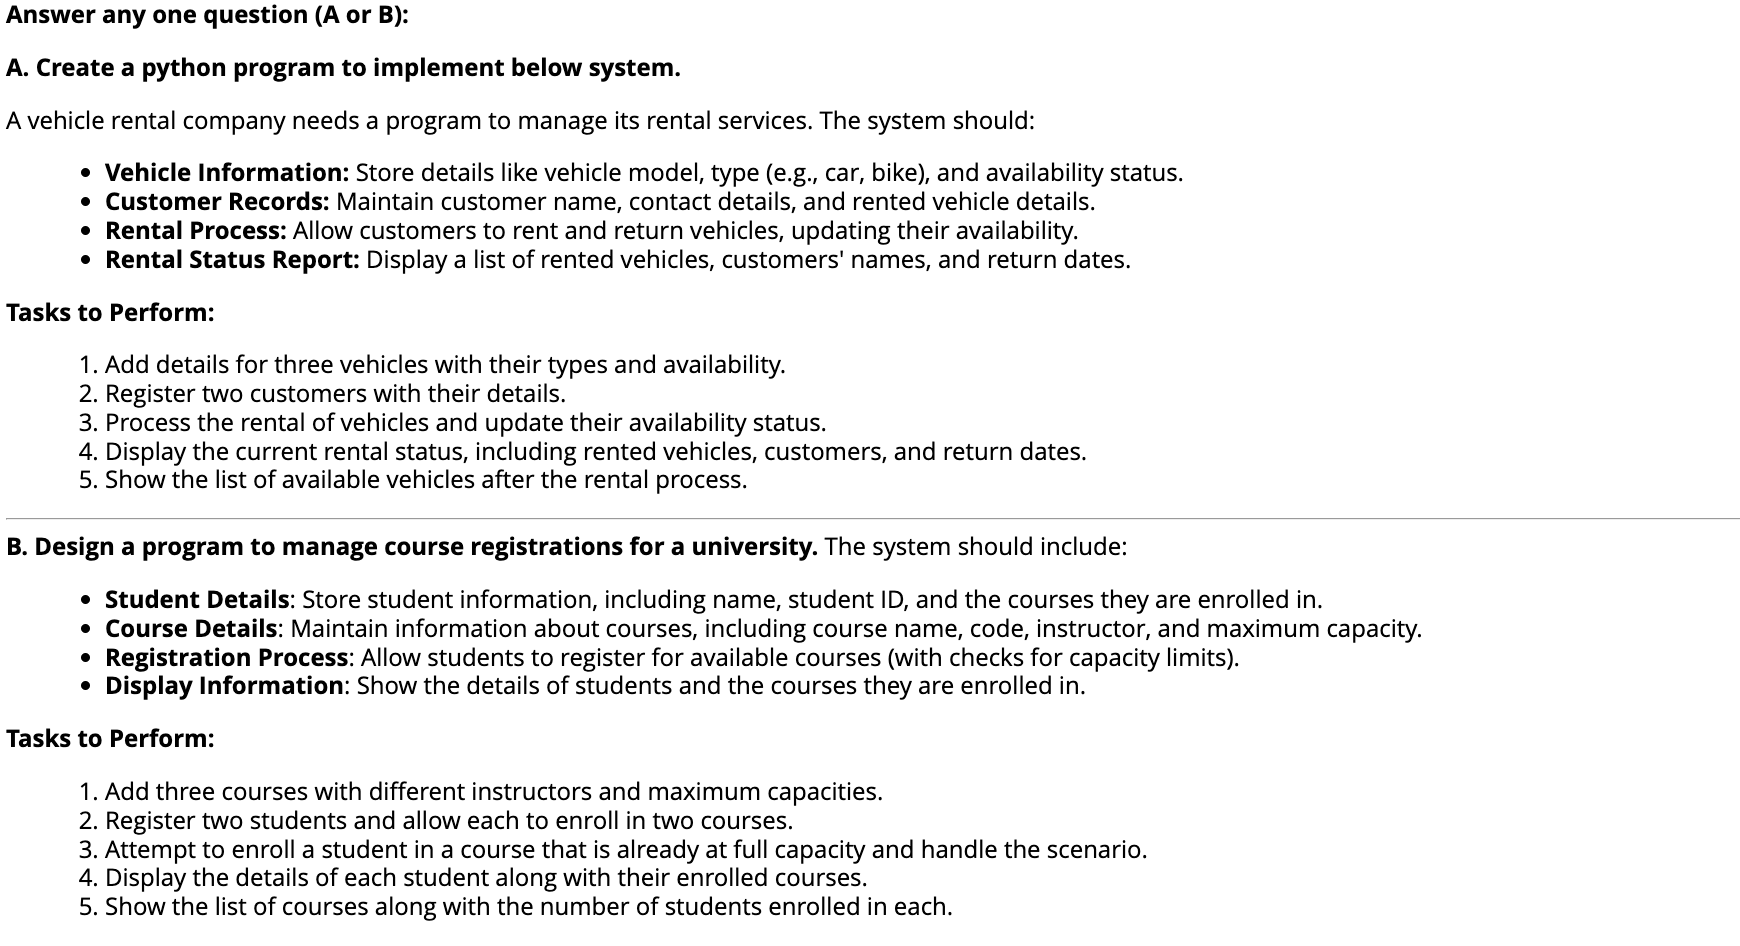 Answer any one question (A or B):
A. Create a python program to implement below system.
A vehicle rental company needs a program to manage its rental services. The system should:
• Vehicle Information: Store details like vehicle model, type (e.g., car, bike), and availability status.
• Customer Records: Maintain customer name, contact details, and rented vehicle details.
• Rental Process: Allow customers to rent and return vehicles, updating their availability.
• Rental Status Report: Display a list of rented vehicles, customers' names, and return dates.
Tasks to Perform:
1. Add details for three vehicles with their types and availability.
2. Register two customers with their details.
3. Process the rental of vehicles and update their availability status.
4. Display the current rental status, including rented vehicles, customers, and return dates.
5. Show the list of available vehicles after the rental process.
B. Design a program to manage course registrations for a university. The system should include:
• Student Details: Store student information, including name, student ID, and the courses they are enrolled in.
• Course Details: Maintain information about courses, including course name, code, instructor, and maximum capacity.
• Registration Process: Allow students to register for available courses (with checks for capacity limits).
• Display Information: Show the details of students and the courses they are enrolled in.
Tasks to Perform:
1. Add three courses with different instructors and maximum capacities.
2. Register two students and allow each to enroll in two courses.
3. Attempt to enroll a student in a course that is already at full capacity and handle the scenario.
4. Display the details of each student along with their enrolled courses.
5. Show the list of courses along with the number of students enrolled in each.